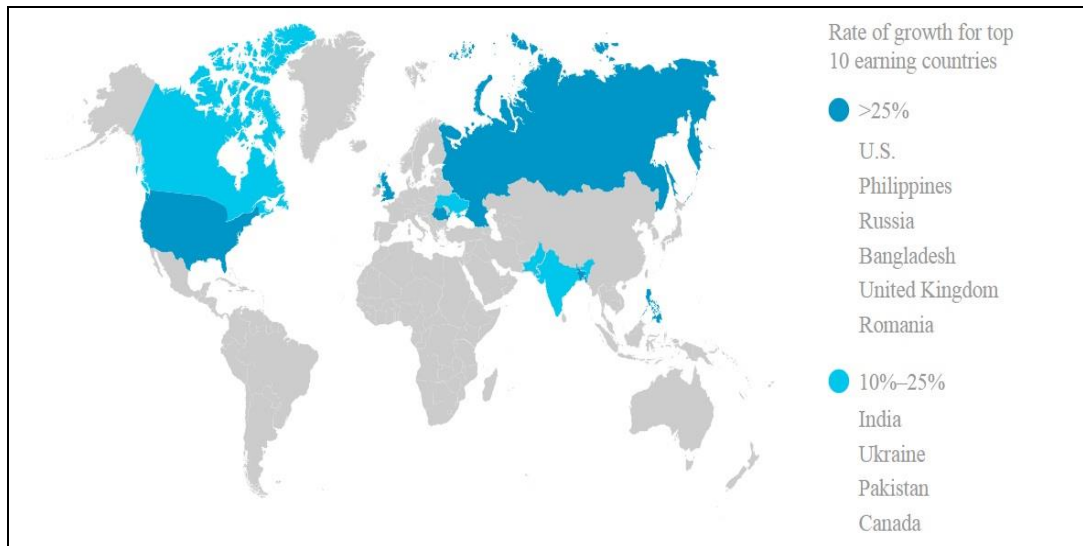 Rate of growth for top
10 earning countries
>25%
U.S.
Philippines
Russia
Bangladesh
United Kingdom
Romania
10%–25%
India
Ukraine
Pakistan
Canada